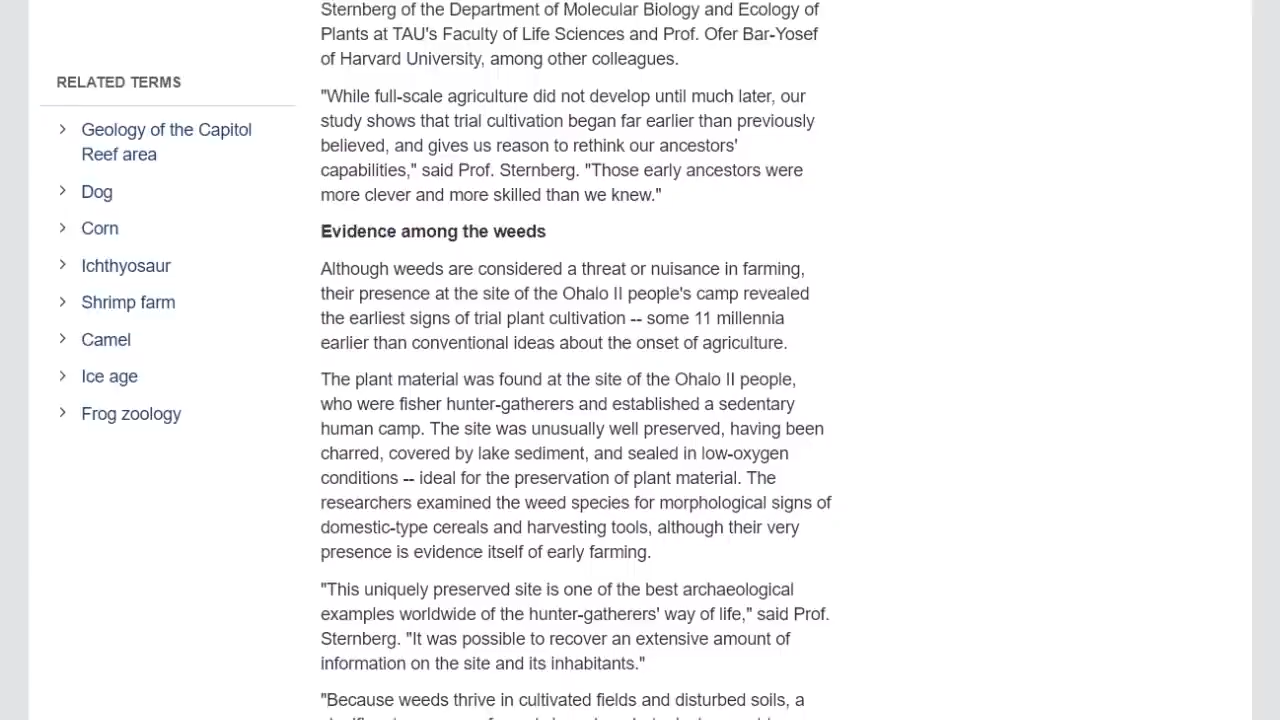 RELATED TERMS
Geology of the Capitol
Reef area
Dog
Corn
Ichthyosaur
Shrimp farm
Camel
Ice age
Frog zoology
Sternberg of the Department of Molecular Biology and Ecology of
Plants at TAU's Faculty of Life Sciences and Prof. Ofer Bar-Yosef
of Harvard University, among other colleagues.
"While full-scale agriculture did not develop until much later, our
study shows that trial cultivation began far earlier than previously
believed, and gives us reason to rethink our ancestors'
capabilities," said Prof. Sternberg. "Those early ancestors were
more clever and more skilled than we knew."
Evidence among the weeds
Although weeds are considered a threat or nuisance in farming,
their presence at the site of the Ohalo II people's camp revealed
the earliest signs of trial plant cultivation -- some 11 millennia
earlier than conventional ideas about the onset of agriculture.
The plant material was found at the site of the Ohalo II people,
who were fisher hunter-gatherers and established a sedentary
human camp. The site was unusually well preserved, having been
charred, covered by lake sediment, and sealed in low-oxygen
conditions -- ideal for the preservation of plant material. The
researchers examined the weed species for morphological signs of
domestic-type cereals and harvesting tools, although their very
presence is evidence itself of early farming.
"This uniquely preserved site is one of the best archaeological
examples worldwide of the hunter-gatherers' way of life," said Prof.
Sternberg. "It was possible to recover an extensive amount of
information on the site and its inhabitants."
"Because weeds thrive in cultivated fields and disturbed soils, a